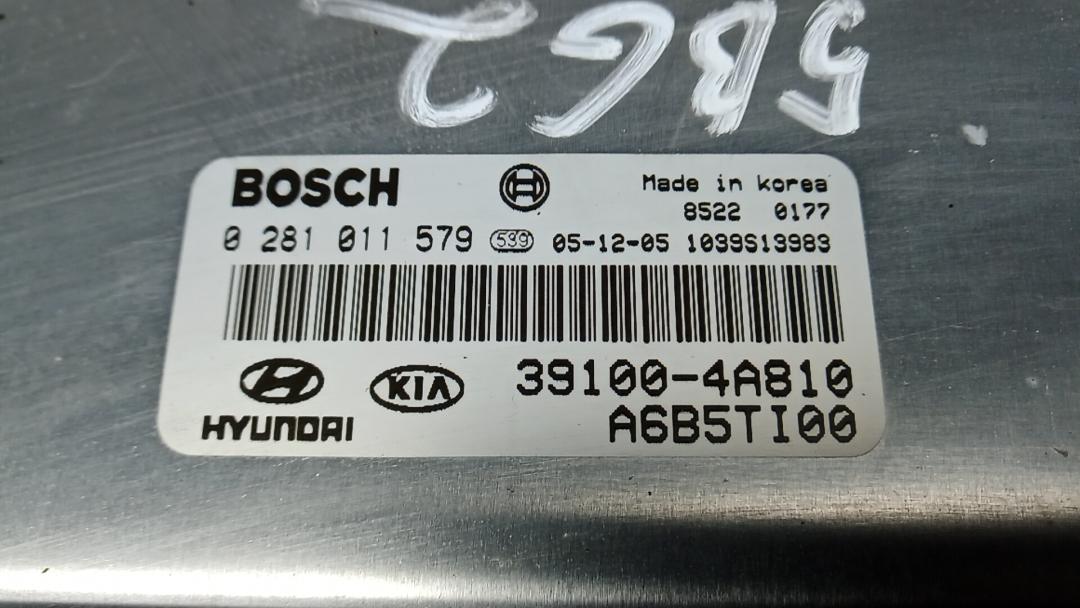 5BG2
BOSCH
Made in korea
8522 0177
0 281 011 579 539 05-12-05 1039S13983
39100-4A810
HYUNDAI KIA
A6B5TI00